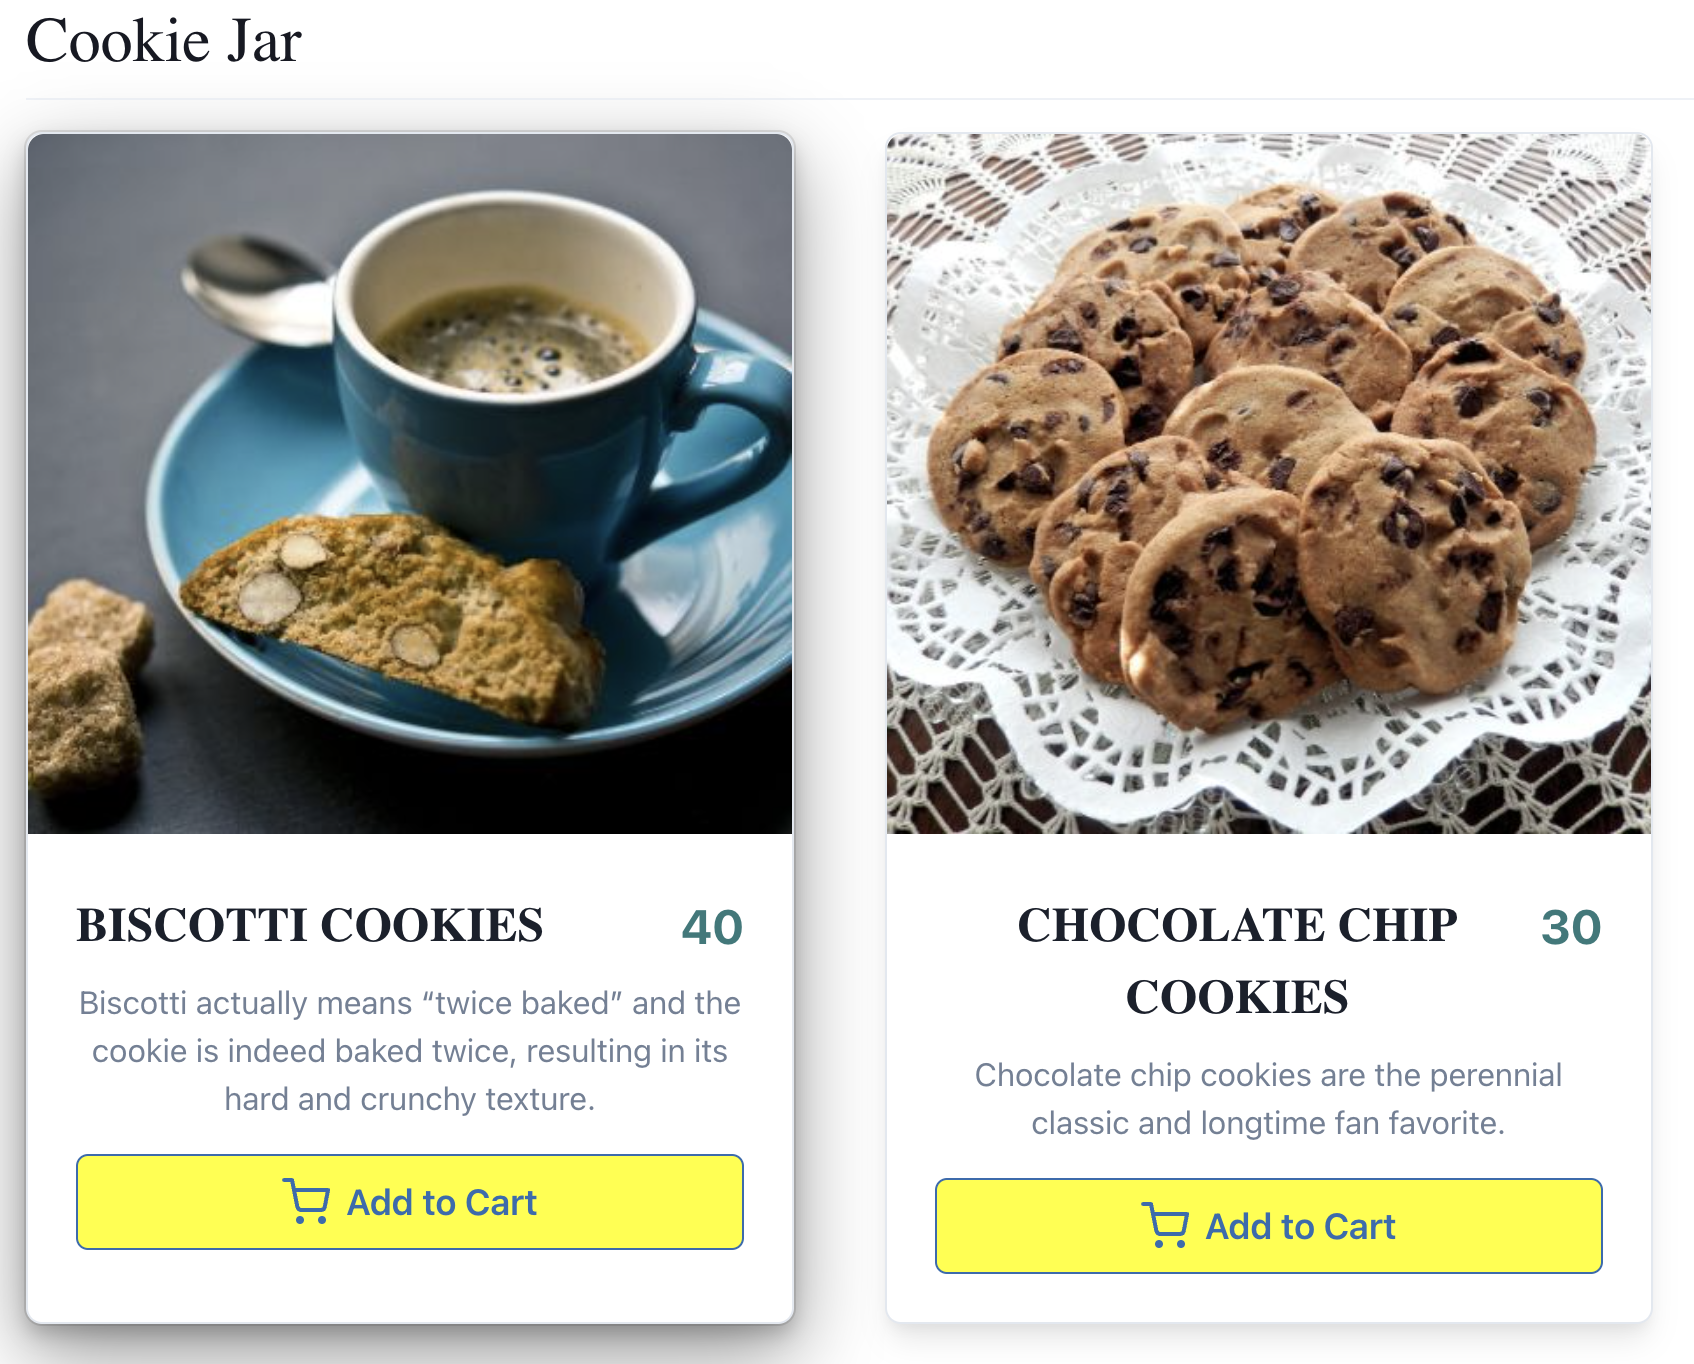 Cookie Jar
BISCOTTI COOKIES
40
Biscotti actually means “twice baked” and the
cookie is indeed baked twice, resulting in its
hard and crunchy texture.
Add to Cart
CHOCOLATE CHIP
COOKIES
30
Chocolate chip cookies are the perennial
classic and longtime fan favorite.
Add to Cart